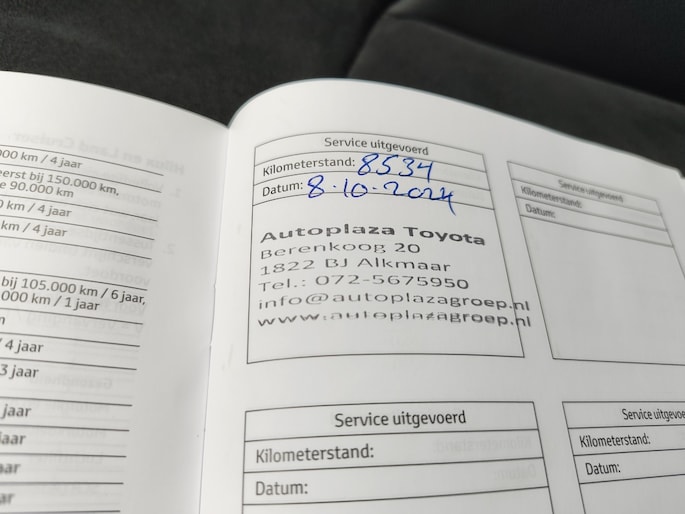 000 km / 4 jaar
eerst bij 150.000 km,
e 90.000 km
km / 4 jaar
km / 4 jaar
bij 105.000 km / 6 jaar,
000 km / 1 jaar
4 jaar
3 jaar
jaar
jaar
jaar
Service uitgevoerd
Kilometerstand: 8534
Datum: 8-10-2024
Autoplaza Toyota
Berenkoog 20
1822 BJ Alkmaar
Tel.: 072-5675950
info@autoplazagroep.nl
www.autoplazagroep.nl
Service uitgevoerd
Kilometerstand:
Datum:
Service uitgevoerd
Kilometerstand:
Datum:
Service uitgevoe
Kilometerstand:
Datum: